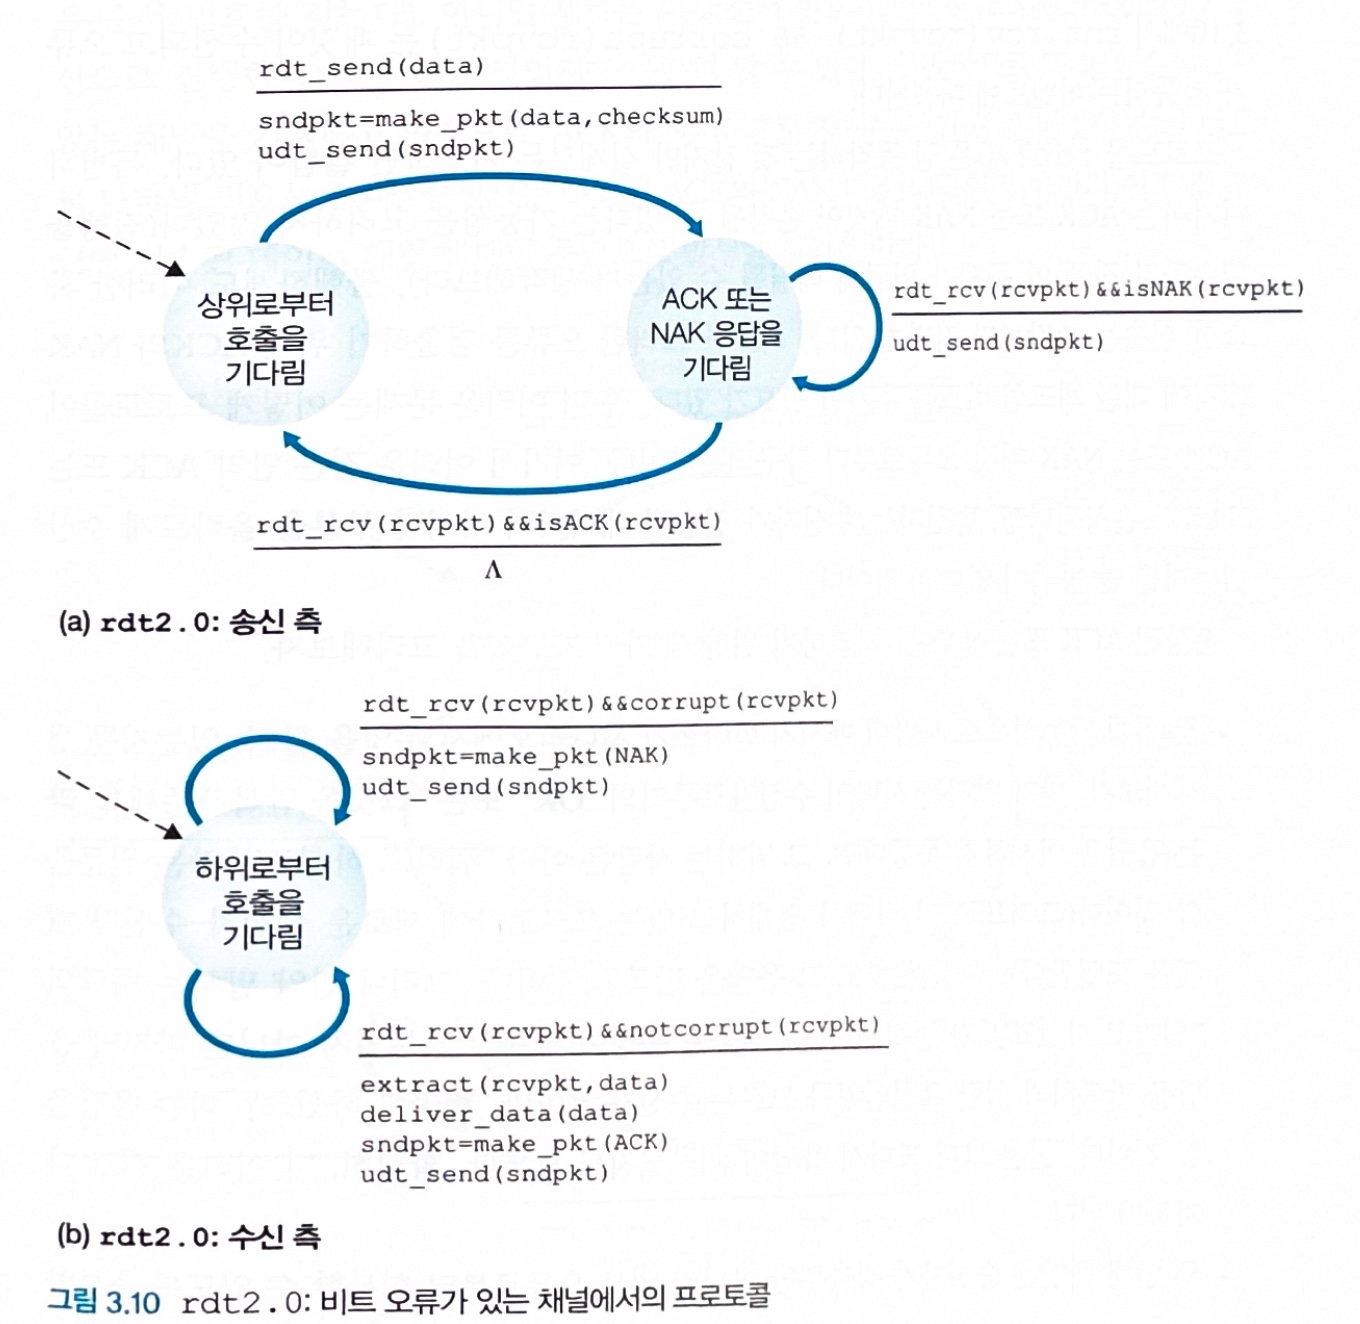 rdt_send(data)
sndpkt=make_pkt(data,checksum)
udt_send(sndpkt)
상위로부터
호출을
기다림
ACK 또는
NAK 응답을
기다림
rdt_rcv(rcvpkt)&&isNAK(rcvpkt)
udt_send(sndpkt)
rdt_rcv(rcvpkt)&&isACK(rcvpkt)
Λ
(a) rdt2.0: 송신 측
rdt_rcv(rcvpkt)&&corrupt(rcvpkt)
sndpkt=make_pkt(NAK)
udt_send(sndpkt)
하위로부터
호출을
기다림
rdt_rcv(rcvpkt)&&notcorrupt(rcvpkt)
extract(rcvpkt,data)
deliver_data(data)
sndpkt=make_pkt(ACK)
udt_send(sndpkt)
(b) rdt2.0: 수신 측
그림 3.10 rdt2.0: 비트 오류가 있는 채널에서의 프로토콜